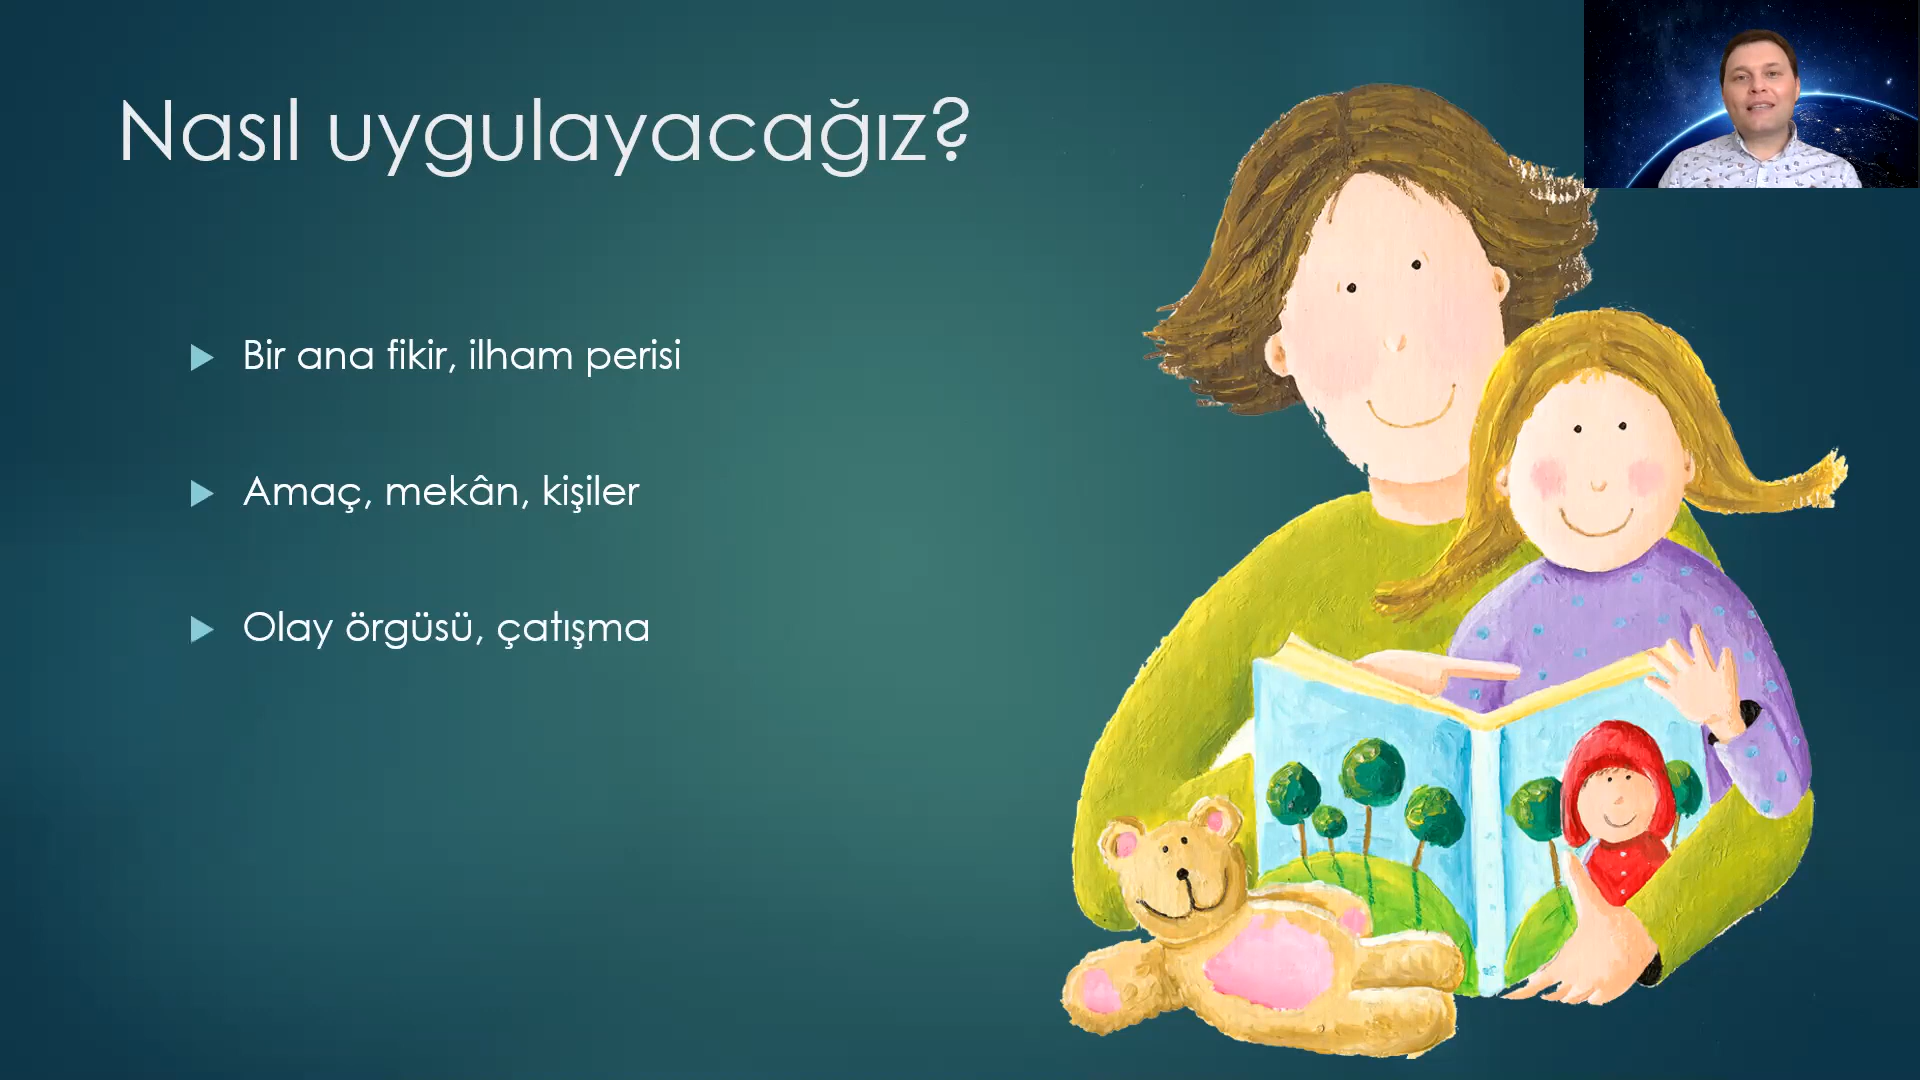 Nasıl uygulayacağız?
Bir ana fikir, ilham perisi
Amaç, mekân, kişiler
Olay örgüsü, çatışma